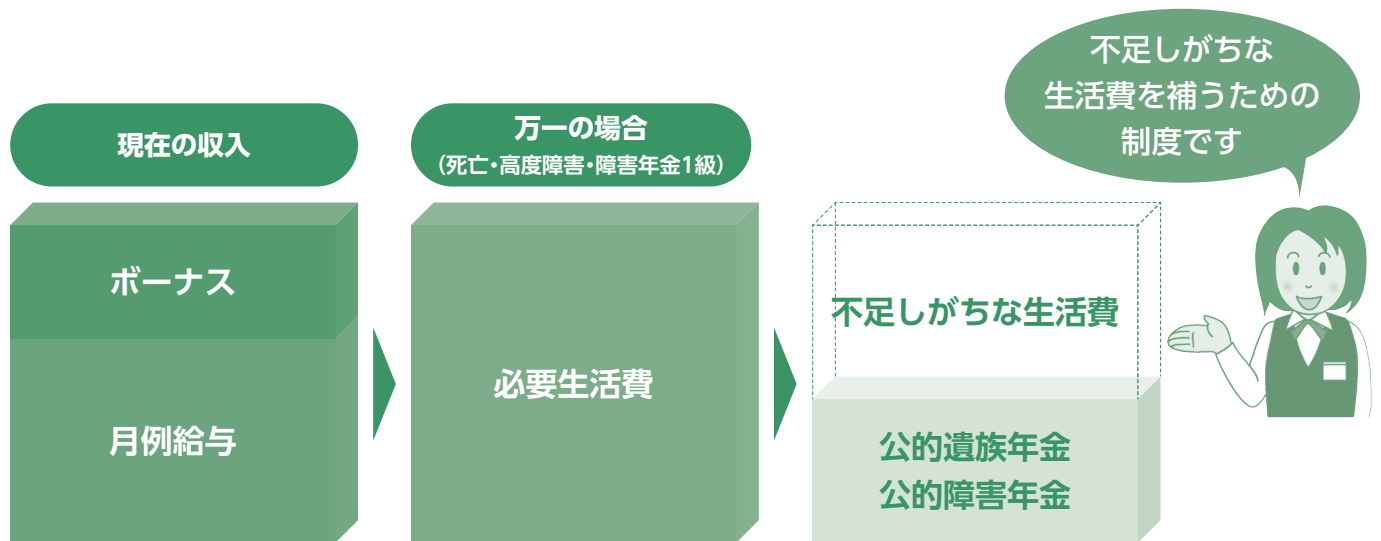 現在の収入
ボーナス
月例給与
万一の場合
(死亡・高度障害・障害年金1級)
必要生活費
不足しがちな生活費
公的遺族年金
公的障害年金
不足しがちな
生活費を補うための
制度です